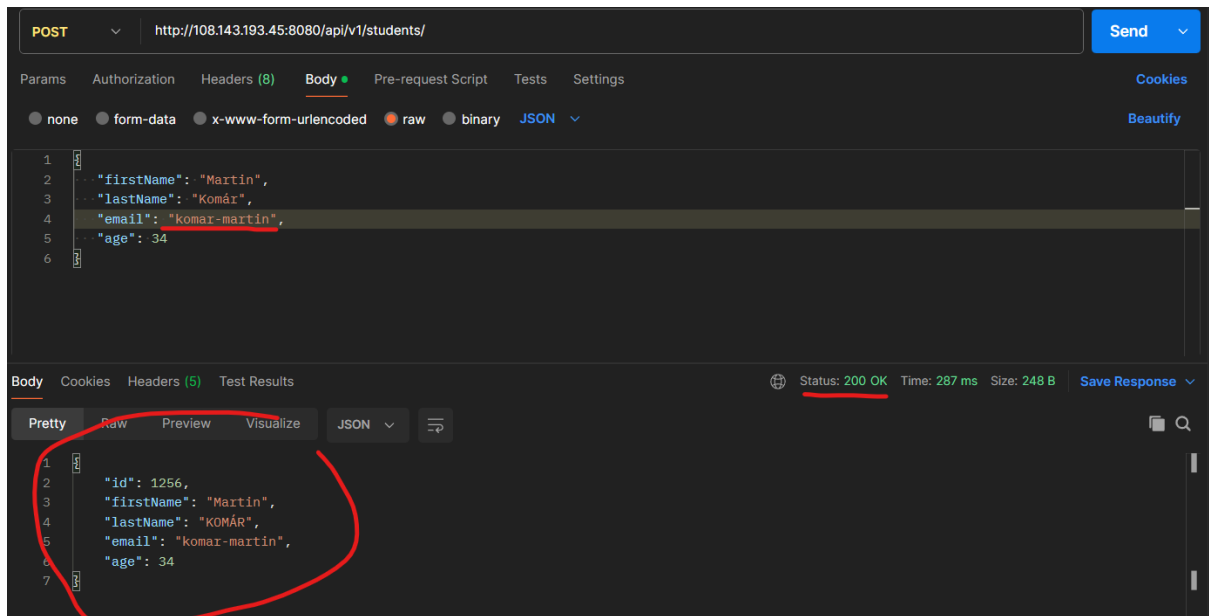 POST http://108.143.193.45:8080/api/v1/students/ Send
Params Authorization Headers (8) Body Pre-request Script Tests Settings Cookies
none form-data x-www-form-urlencoded raw binary JSON Beautify
1 {
2 "firstName": "Martin",
3 "lastName": "Komár",
4 "email": "komar-martin",
5 "age": 34
6 }
Body Cookies Headers (5) Test Results Status: 200 OK Time: 287 ms Size: 248 B Save Response
Pretty Raw Preview Visualize JSON
1 {
2 "id": 1256,
3 "firstName": "Martin",
4 "lastName": "KOMÁR",
5 "email": "komar-martin",
6 "age": 34
7 }